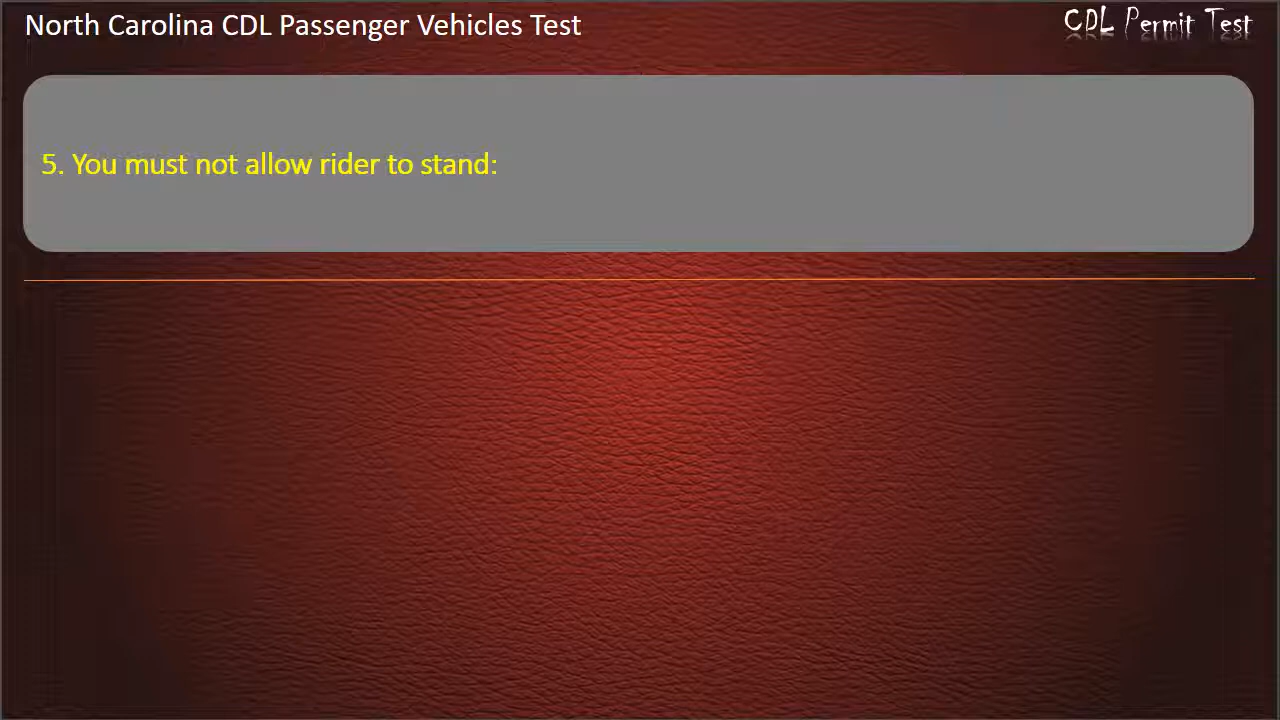 North Carolina CDL Passenger Vehicles Test
CDL Permit Test
5. You must not allow rider to stand: